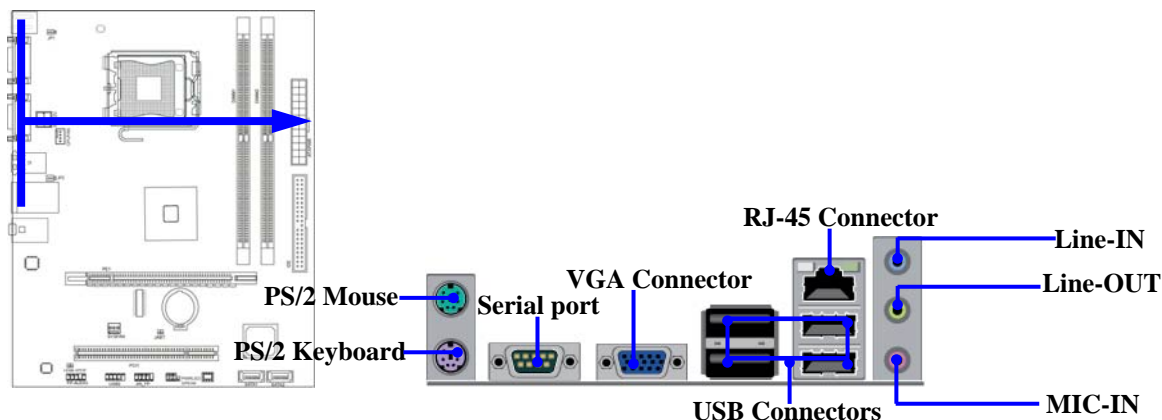 RJ-45 Connector
Line-IN
VGA Connector
Line-OUT
PS/2 Mouse
Serial port
PS/2 Keyboard
MIC-IN
USB Connectors